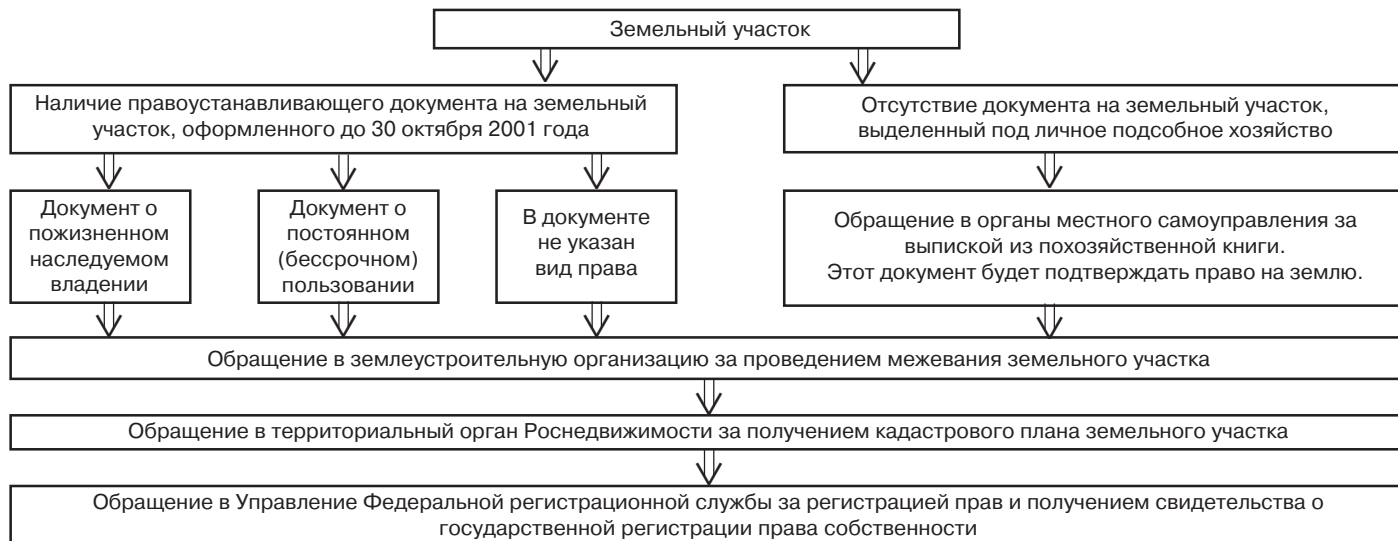 Земельный участок
Наличие правоустанавливающего документа на земельный
участок, оформленного до 30 октября 2001 года
Отсутствие документа на земельный участок,
выделенный под личное подсобное хозяйство
Документ о
пожизненном
наследуемом
владении
Документ о
постоянном
(бессрочном)
пользовании
В документе
не указан
вид права
Обращение в органы местного самоуправления за
выпиской из похозяйственной книги.
Этот документ будет подтверждать право на землю.
Обращение в землеустроительную организацию за проведением межевания земельного участка
Обращение в территориальный орган Роснедвижимости за получением кадастрового плана земельного участка
Обращение в Управление Федеральной регистрационной службы за регистрацией прав и получением свидетельства о
государственной регистрации права собственности